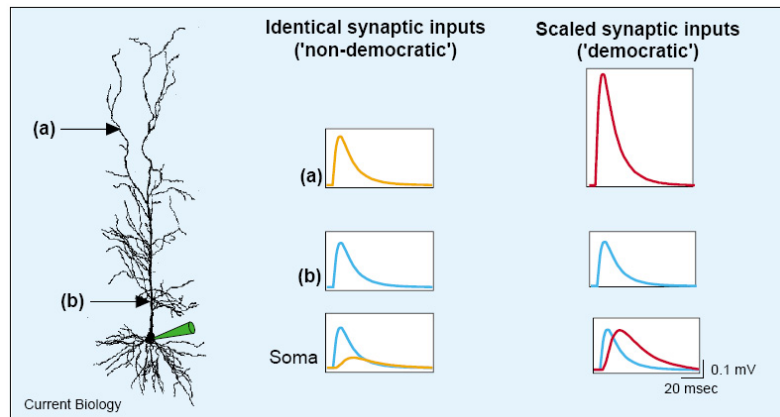 Identical synaptic inputs
('non-democratic')
Scaled synaptic inputs
('democratic')
(a)
(a)
(b)
(b)
Soma
0.1 mV
20 msec
Current Biology